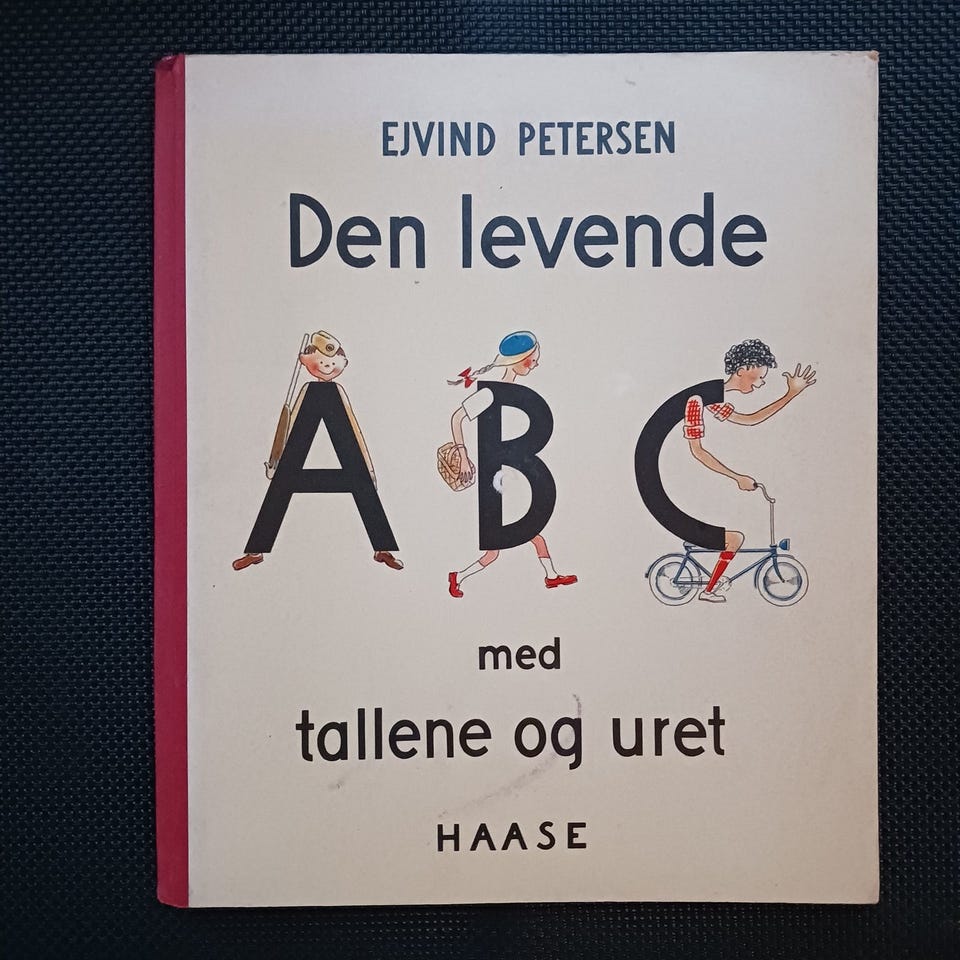 EJVIND PETERSEN
Den levende
ABC
med
tallene og uret
HAASE